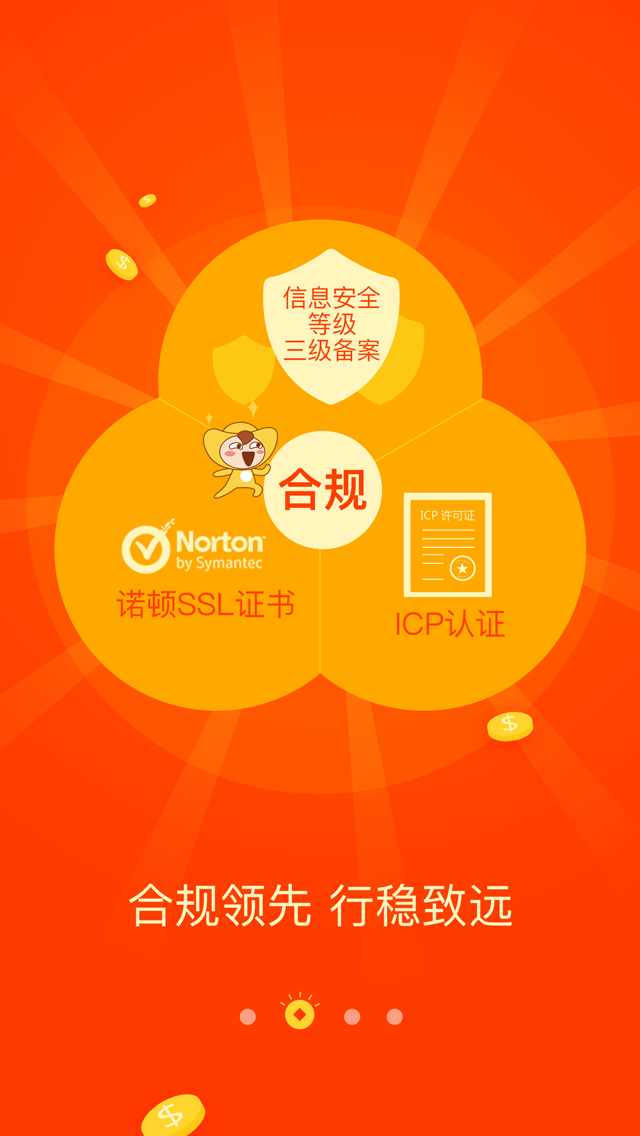 信息安全
等级
三级备案
合规
Norton
by Symantec
诺顿SSL证书
ICP 许可证
ICP认证
合规领先 行稳致远